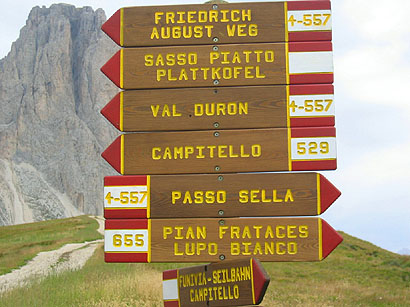 FRIEDRICH
AUGUST WEG
4-557
SASSO PIATTO
PLATTKOFEL
VAL DURON
4-557
CAMPITELLO
529
4-557
PASSO SELLA
655
PIAN FRATACES
LUPO BIANCO
FUNIVIA-SEILBAHN
CAMPITELLO